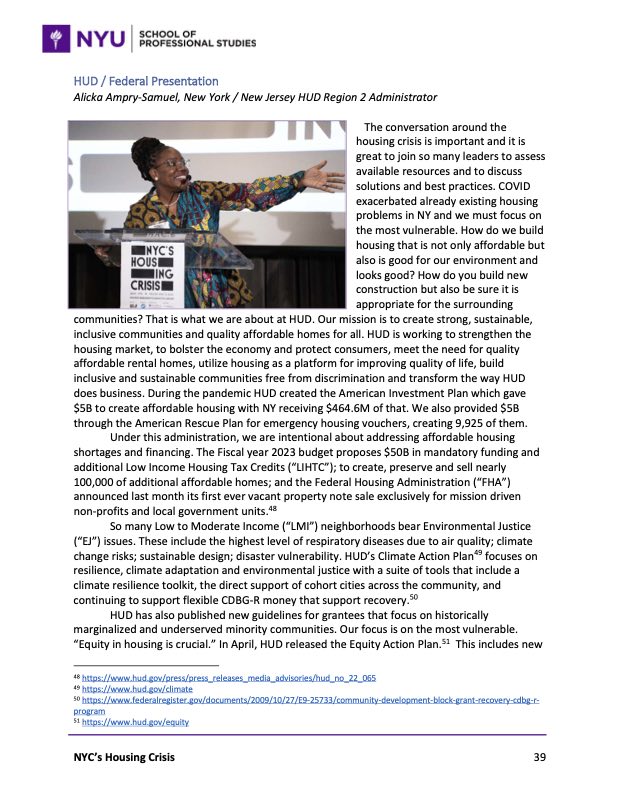 NYU
SCHOOL OF
PROFESSIONAL STUDIES
HUD / Federal Presentation
Alicka Ampry-Samuel, New York / New Jersey HUD Region 2 Administrator
NYC'S
HOUS
ING
CRISIS
The conversation around the
housing crisis is important and it is
great to join so many leaders to assess
available resources and to discuss
solutions and best practices. COVID
exacerbated already existing housing
problems in NY and we must focus on
the most vulnerable. How do we build
housing that is not only affordable but
also is good for our environment and
looks good? How do you build new
construction but also be sure it is
appropriate for the surrounding
communities? That is what we are about at HUD. Our mission is to create strong, sustainable,
inclusive communities and quality affordable homes for all. HUD is working to strengthen the
housing market, to bolster the economy and protect consumers, meet the need for quality
affordable rental homes, utilize housing as a platform for improving quality of life, build
inclusive and sustainable communities free from discrimination and transform the way HUD
does business. During the pandemic HUD created the American Investment Plan which gave
$5B to create affordable housing with NY receiving $464.6M of that. We also provided $5B
through the American Rescue Plan for emergency housing vouchers, creating 9,925 of them.
Under this administration, we are intentional about addressing affordable housing
shortages and financing. The Fiscal year 2023 budget proposes $50B in mandatory funding and
additional Low Income Housing Tax Credits ("LIHTC"); to create, preserve and sell nearly
100,000 of additional affordable homes; and the Federal Housing Administration ("FHA")
announced last month its first ever vacant property note sale exclusively for mission driven
non-profits and local government units.48
So many Low to Moderate Income ("LMI") neighborhoods bear Environmental Justice
("EJ") issues. These include the highest level of respiratory diseases due to air quality; climate
change risks; sustainable design; disaster vulnerability. HUD's Climate Action Plan49 focuses on
resilience, climate adaptation and environmental justice with a suite of tools that include a
climate resilience toolkit, the direct support of cohort cities across the community, and
continuing to support flexible CDBG-R money that support recovery.50
HUD has also published new guidelines for grantees that focus on historically
marginalized and underserved minority communities. Our focus is on the most vulnerable.
"Equity in housing is crucial." In April, HUD released the Equity Action Plan.51 This includes new
48 https://www.hud.gov/press/press_releases_media_advisories/hud_no_22_065
49 https://www.hud.gov/climate
50 https://www.federalregister.gov/documents/2009/10/27/E9-25733/community-development-block-grant-recovery-cdbg-r-
program
51 https://www.hud.gov/equity
NYC's Housing Crisis 39